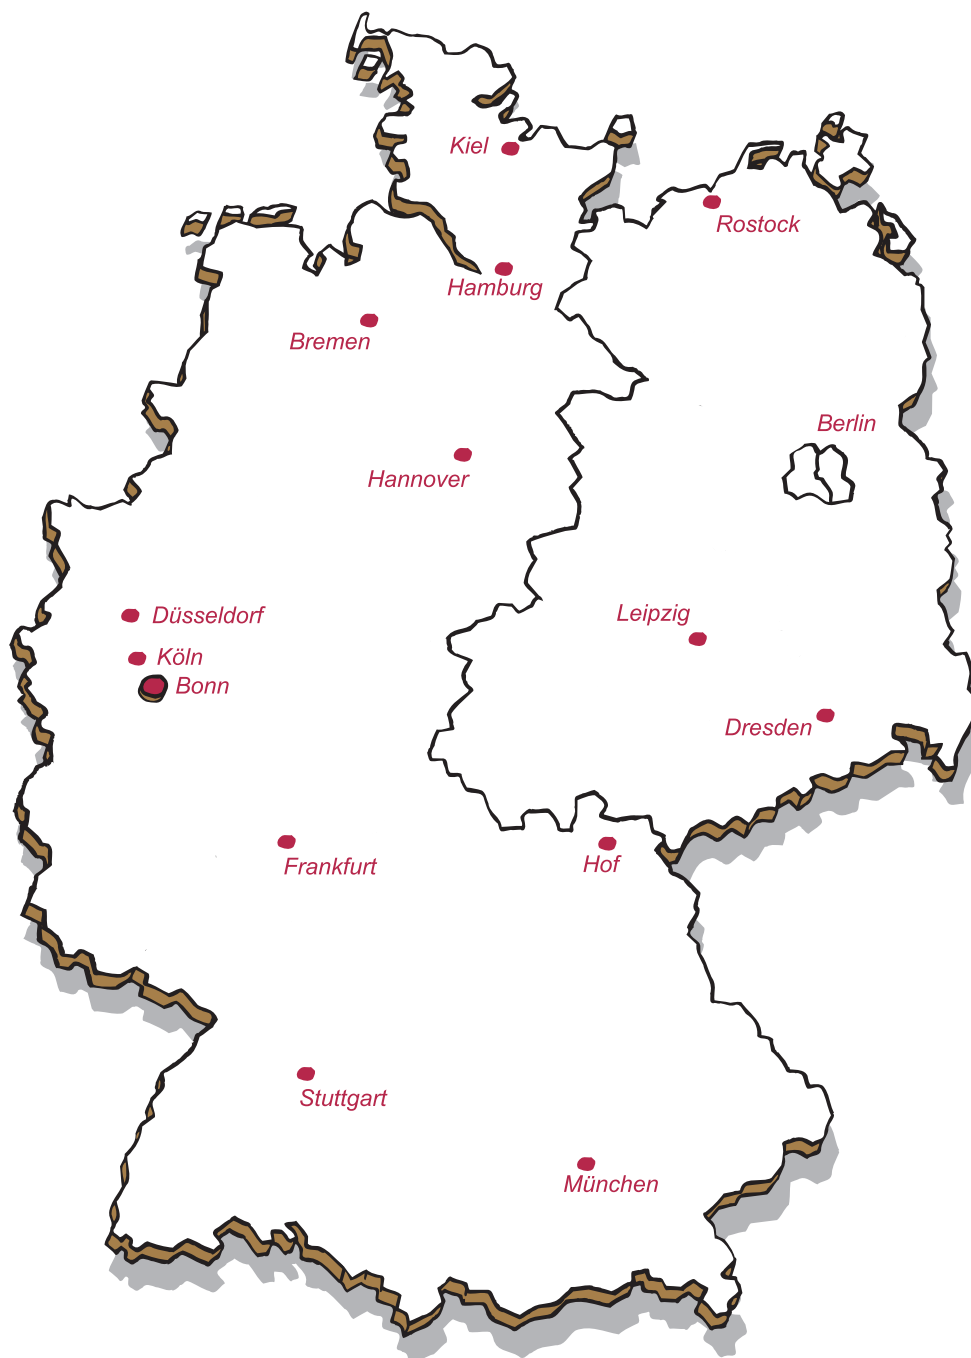 Kiel
Rostock
Hamburg
Bremen
Berlin
Hannover
Düsseldorf
Leipzig
Köln
Bonn
Dresden
Frankfurt
Hof
Stuttgart
München